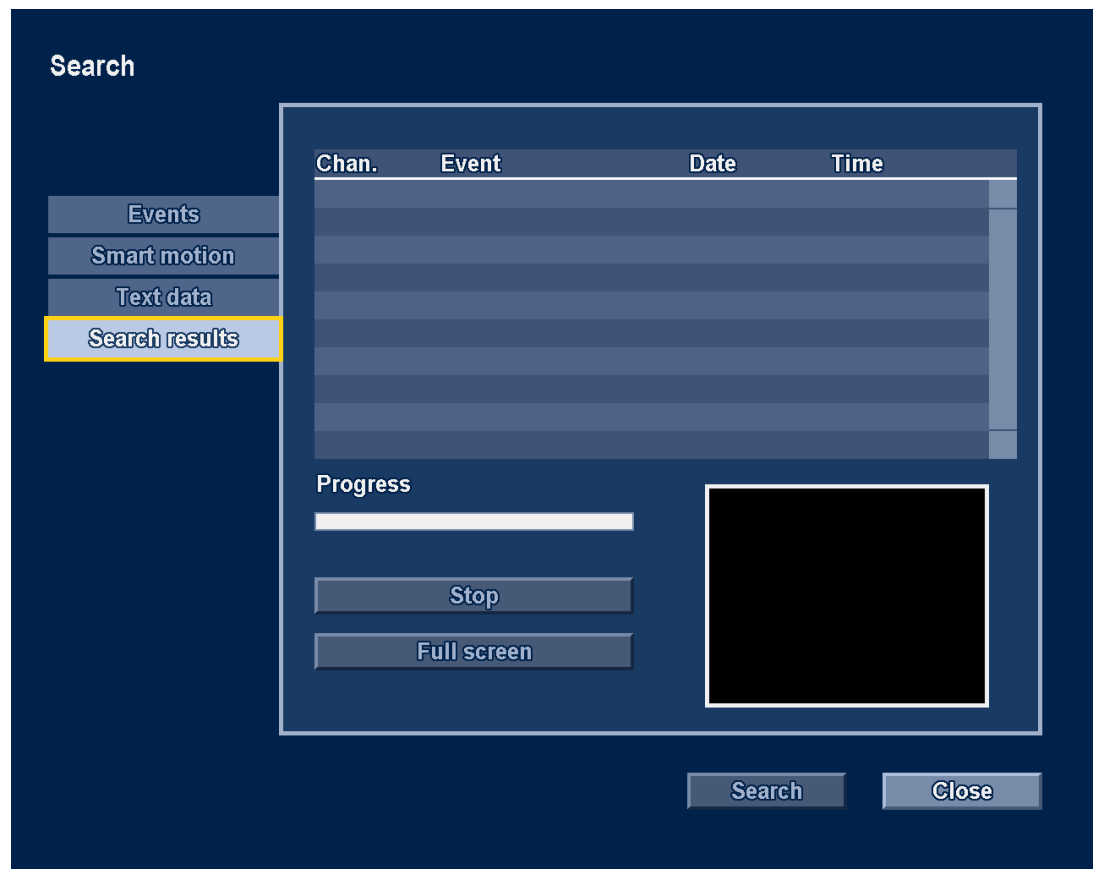 Search
Chan. Event Date Time
Events
Smart motion
Text data
Search results
Progress
Stop
Full screen
Search Close